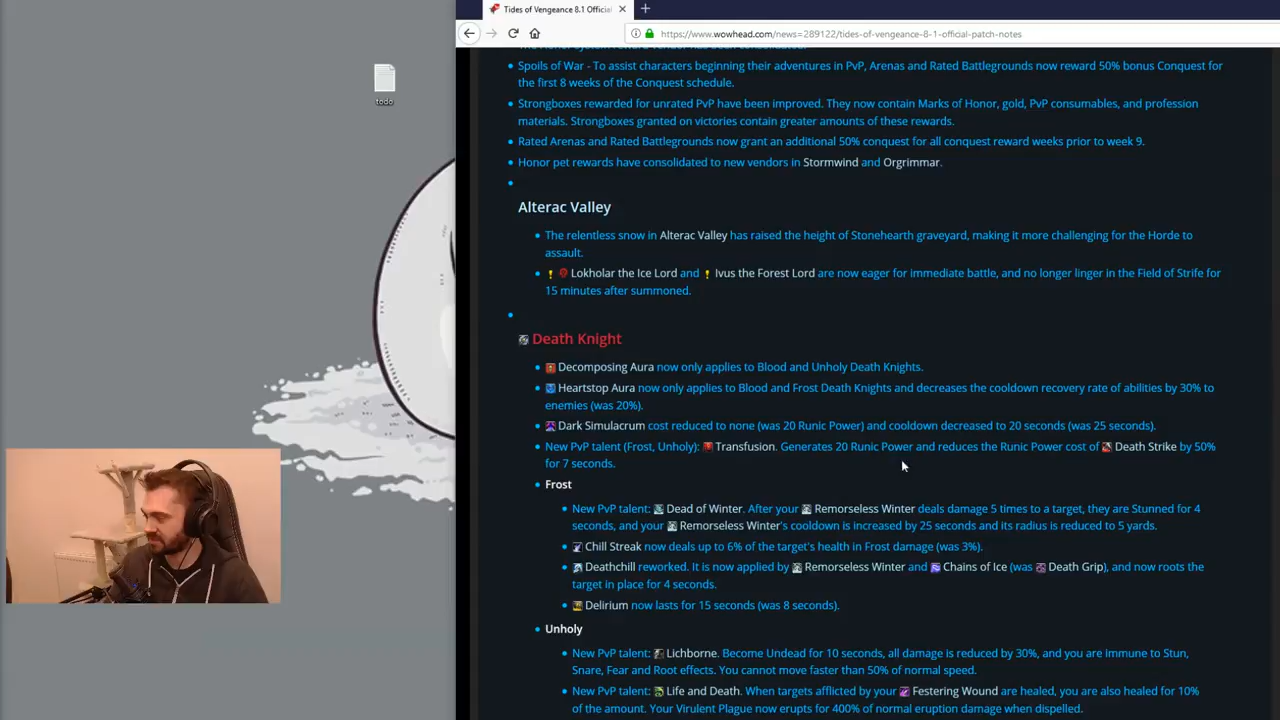 Tides of Vengeance 8.1 Official
https://www.wowhead.com/news=289122/tides-of-vengeance-8-1-official-patch-notes
todo
The Honor System reward vendor has been consolidated.
Spoils of War - To assist characters beginning their adventures in PvP, Arenas and Rated Battlegrounds now reward 50% bonus Conquest for
the first 8 weeks of the Conquest schedule.
Strongboxes rewarded for unrated PvP have been improved. They now contain Marks of Honor, gold, PvP consumables, and profession
materials. Strongboxes granted on victories contain greater amounts of these rewards.
Rated Arenas and Rated Battlegrounds now grant an additional 50% conquest for all conquest reward weeks prior to week 9.
Honor pet rewards have consolidated to new vendors in Stormwind and Orgrimmar.
Alterac Valley
The relentless snow in Alterac Valley has raised the height of Stonehearth graveyard, making it more challenging for the Horde to
assault.
Lokholar the Ice Lord and Ivus the Forest Lord are now eager for immediate battle, and no longer linger in the Field of Strife for
15 minutes after summoned.
Death Knight
Decomposing Aura now only applies to Blood and Unholy Death Knights.
Heartstop Aura now only applies to Blood and Frost Death Knights and decreases the cooldown recovery rate of abilities by 30% to
enemies (was 20%).
Dark Simulacrum cost reduced to none (was 20 Runic Power) and cooldown decreased to 20 seconds (was 25 seconds).
New PvP talent (Frost, Unholy): Transfusion. Generates 20 Runic Power and reduces the Runic Power cost of Death Strike by 50%
for 7 seconds.
Frost
New PvP talent: Dead of Winter. After your Remorseless Winter deals damage 5 times to a target, they are Stunned for 4
seconds, and your Remorseless Winter's cooldown is increased by 25 seconds and its radius is reduced to 5 yards.
Chill Streak now deals up to 6% of the target's health in Frost damage (was 3%).
Deathchill reworked. It is now applied by Remorseless Winter and Chains of Ice (was Death Grip), and now roots the
target in place for 4 seconds.
Delirium now lasts for 15 seconds (was 8 seconds).
Unholy
New PvP talent: Lichborne. Become Undead for 10 seconds, all damage is reduced by 30%, and you are immune to Stun,
Snare, Fear and Root effects. You cannot move faster than 50% of normal speed.
New PvP talent: Life and Death. When targets afflicted by your Festering Wound are healed, you are also healed for 10%
of the amount. Your Virulent Plague now erupts for 400% of normal eruption damage when dispelled.